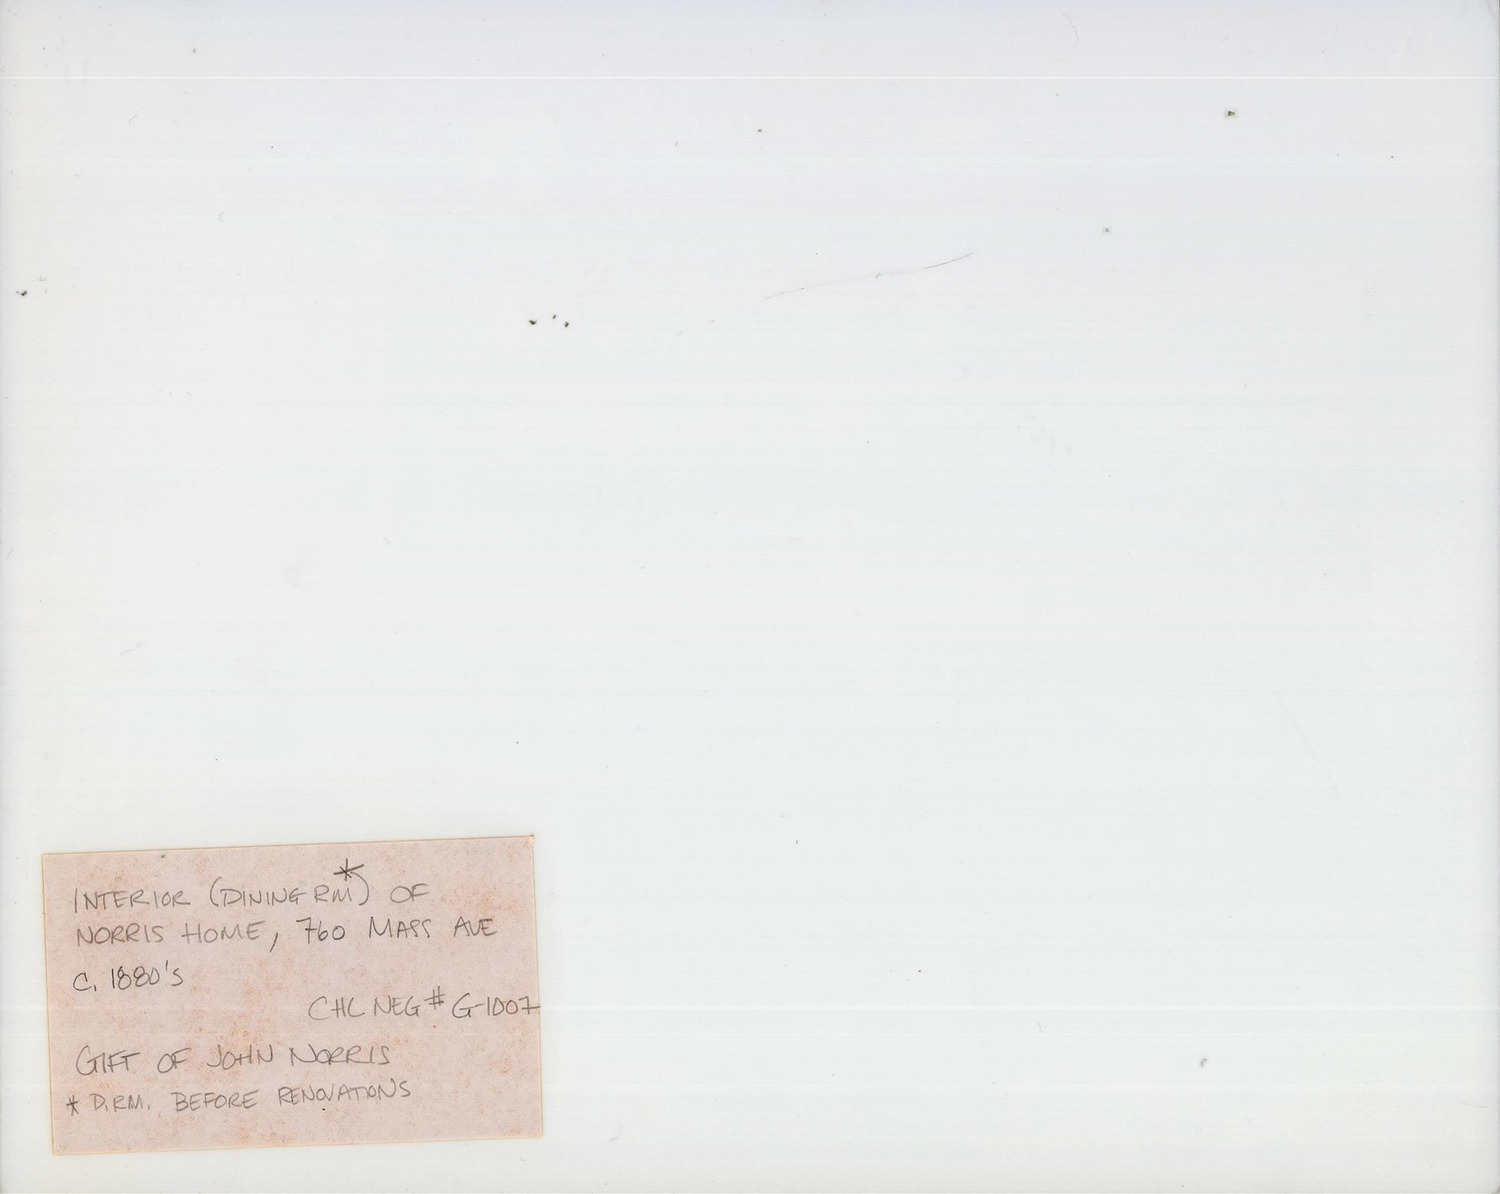 INTERIOR (DINING RM*) OF
NORRIS HOME, 760 MASS AVE
C. 1880's
CHL NEG # G-1007
GIFT OF JOHN NORRIS
* D.RM. BEFORE RENOVATIONS